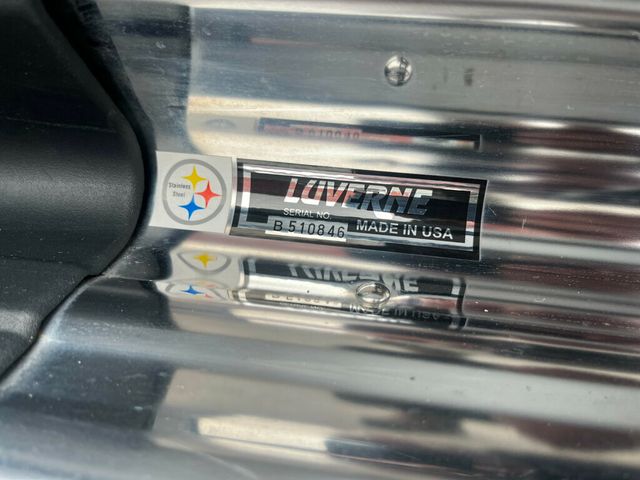 Stainless
Steel
LUVERNE
SERIAL NO.
B 510846 MADE IN USA